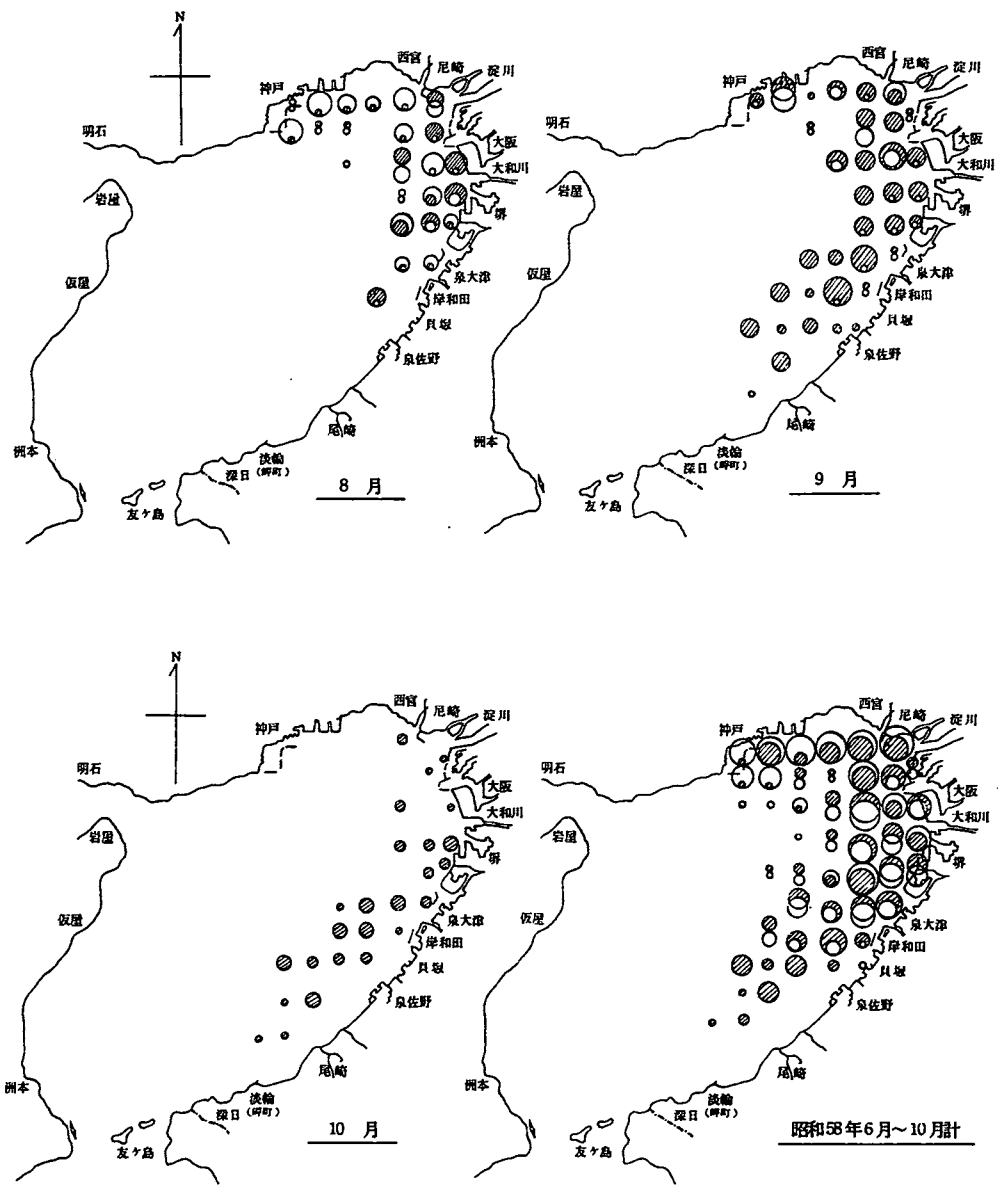 N
西宮
尼崎
淀川
神戸
明石
大阪
大和川
岩屋
堺
仮屋
泉大津
岸和田
貝塚
泉佐野
尾崎
洲本
淡輪
深日(岬町)
友ケ島
8 月
西宮
尼崎
淀川
神戸
明石
大阪
大和川
岩屋
堺
仮屋
泉大津
岸和田
貝塚
泉佐野
尾崎
洲本
淡輪
深日(岬町)
友ケ島
9 月
N
西宮
尼崎
淀川
神戸
明石
大阪
大和川
岩屋
堺
仮屋
泉大津
岸和田
貝塚
泉佐野
尾崎
洲本
淡輪
深日(岬町)
友ケ島
10 月
西宮
尼崎
淀川
神戸
明石
大阪
大和川
岩屋
堺
仮屋
泉大津
岸和田
貝塚
泉佐野
尾崎
洲本
淡輪
深日(岬町)
友ケ島
昭和58年6月~10月計